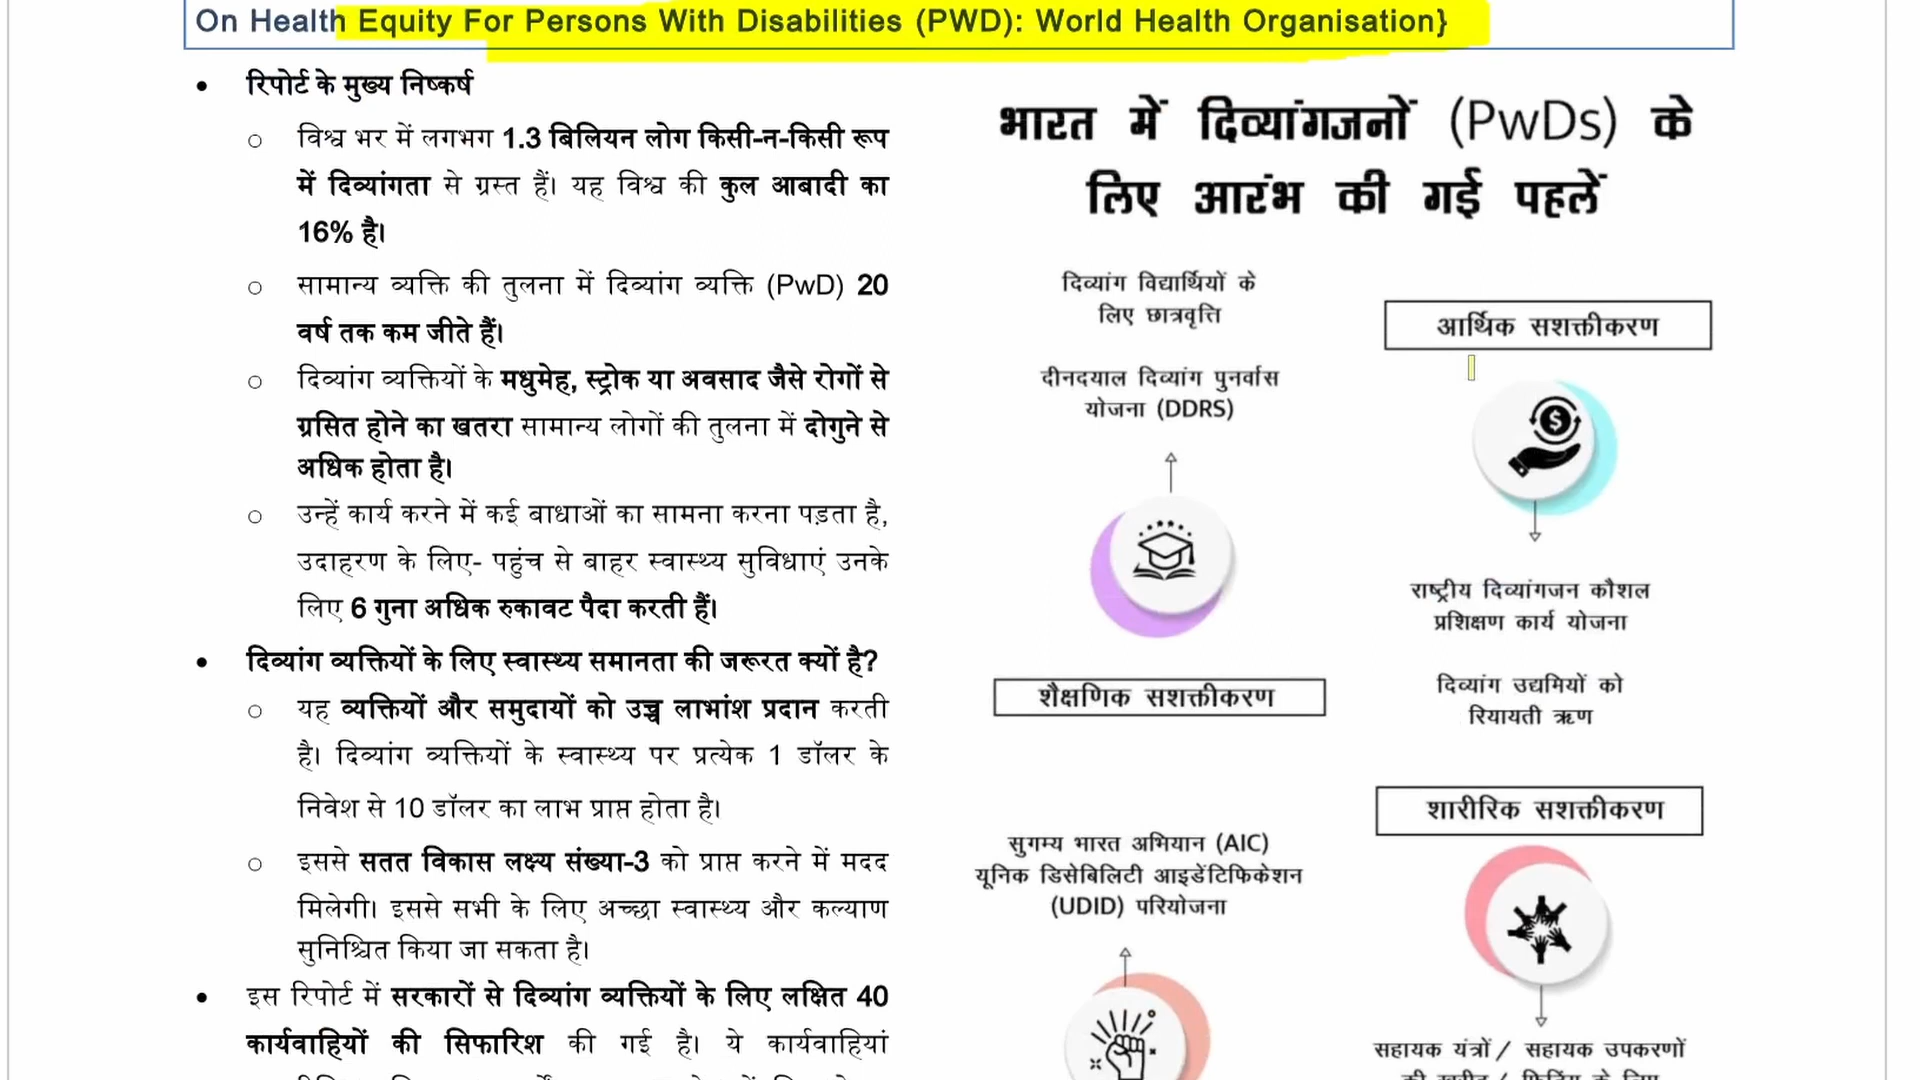 On Health Equity For Persons With Disabilities (PWD): World Health Organisation}
• रिपोर्ट के मुख्य निष्कर्ष
o विश्व भर में लगभग 1.3 बिलियन लोग किसी-न-किसी रूप
में दिव्यांगता से ग्रस्त हैं। यह विश्व की कुल आबादी का
16% है।
o सामान्य व्यक्ति की तुलना में दिव्यांग व्यक्ति (PwD) 20
वर्ष तक कम जीते हैं।
o दिव्यांग व्यक्तियों के मधुमेह, स्ट्रोक या अवसाद जैसे रोगों से
ग्रसित होने का खतरा सामान्य लोगों की तुलना में दोगुने से
अधिक होता है।
o उन्हें कार्य करने में कई बाधाओं का सामना करना पड़ता है,
उदाहरण के लिए- पहुंच से बाहर स्वास्थ्य सुविधाएं उनके
लिए 6 गुना अधिक रुकावट पैदा करती हैं।
• दिव्यांग व्यक्तियों के लिए स्वास्थ्य समानता की जरूरत क्यों है?
o यह व्यक्तियों और समुदायों को उच्च लाभांश प्रदान करती
है। दिव्यांग व्यक्तियों के स्वास्थ्य पर प्रत्येक 1 डॉलर के
निवेश से 10 डॉलर का लाभ प्राप्त होता है।
o इससे सतत विकास लक्ष्य संख्या-3 को प्राप्त करने में मदद
मिलेगी। इससे सभी के लिए अच्छा स्वास्थ्य और कल्याण
सुनिश्चित किया जा सकता है।
• इस रिपोर्ट में सरकारों से दिव्यांग व्यक्तियों के लिए लक्षित 40
कार्यवाहियों की सिफारिश की गई है। ये कार्यवाहियां
भारत में दिव्यांगजनों (PwDs) के
लिए आरंभ की गई पहलें
दिव्यांग विद्यार्थियों के
लिए छात्रवृत्ति
दीनदयाल दिव्यांग पुनर्वास
योजना (DDRS)
शैक्षणिक सशक्तीकरण
आर्थिक सशक्तीकरण
राष्ट्रीय दिव्यांगजन कौशल
प्रशिक्षण कार्य योजना
दिव्यांग उद्यमियों को
रियायती ऋण
सुगम्य भारत अभियान (AIC)
यूनिक डिसेबिलिटी आइडेंटिफिकेशन
(UDID) परियोजना
शारीरिक सशक्तीकरण
सहायक यंत्रों / सहायक उपकरणों